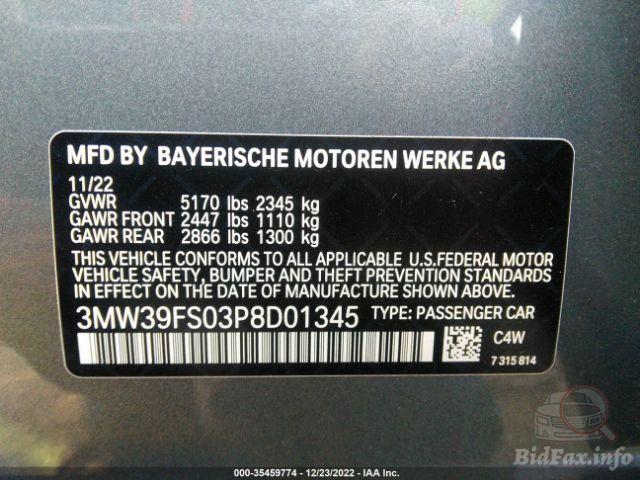 MFD BY BAYERISCHE MOTOREN WERKE AG
11/22
GVWR 5170 lbs 2345 kg
GAWR FRONT 2447 lbs 1110 kg
GAWR REAR 2866 lbs 1300 kg
THIS VEHICLE CONFORMS TO ALL APPLICABLE U.S.FEDERAL MOTOR
VEHICLE SAFETY, BUMPER AND THEFT PREVENTION STANDARDS
IN EFFECT ON THE DATE OF MANUFACTURE SHOWN ABOVE.
3MW39FS03P8D01345 TYPE: PASSENGER CAR
C4W
7 315 814
BidFax.info
000-35459774 - 12/23/2022 - IAA Inc.